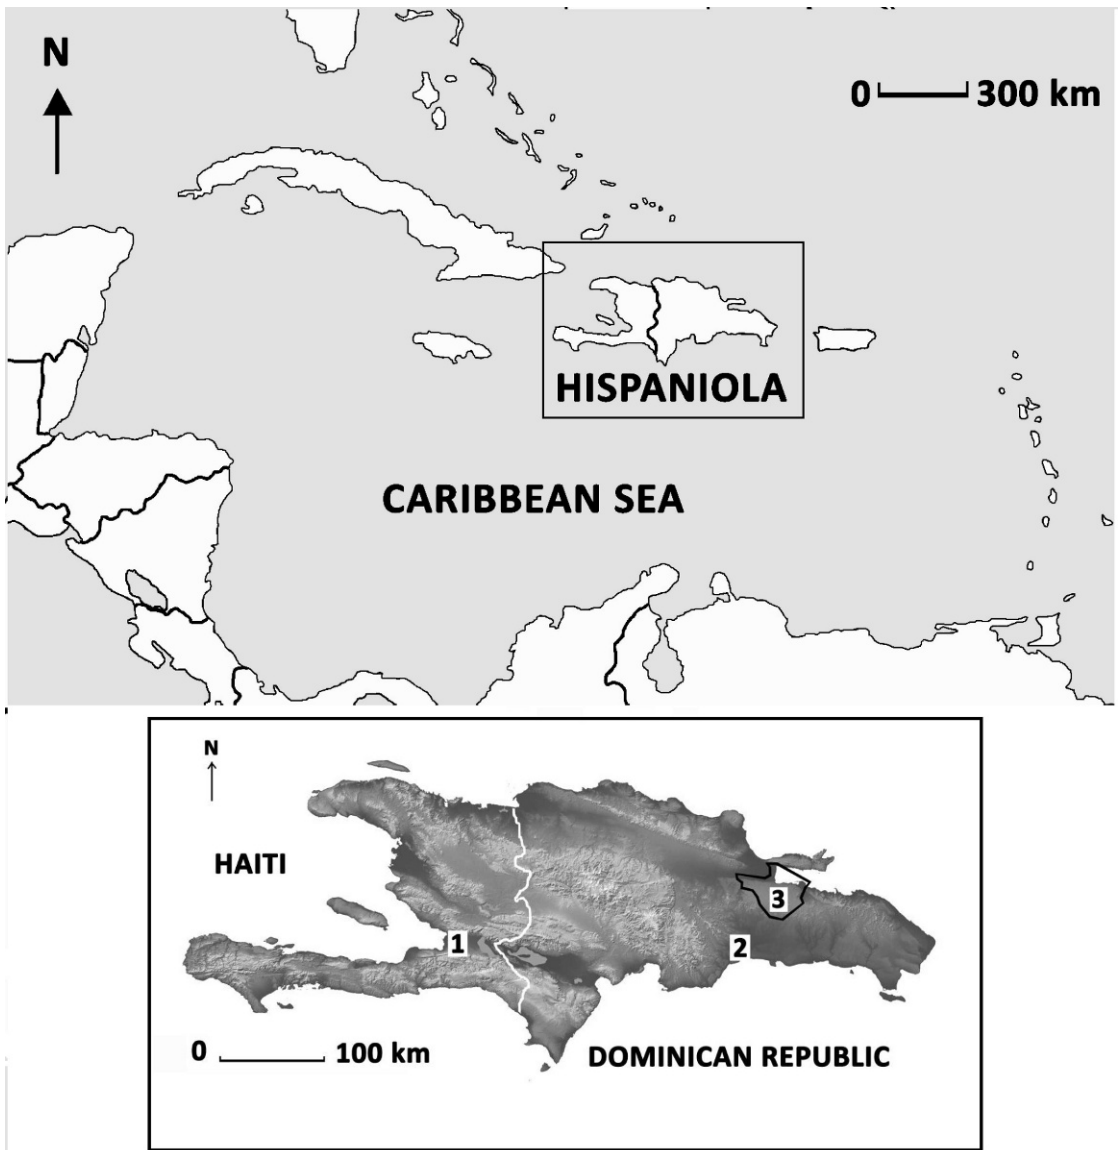 N
0 300 km
HISPANIOLA
CARIBBEAN SEA
N
HAITI
3
1
2
0 100 km
DOMINICAN REPUBLIC